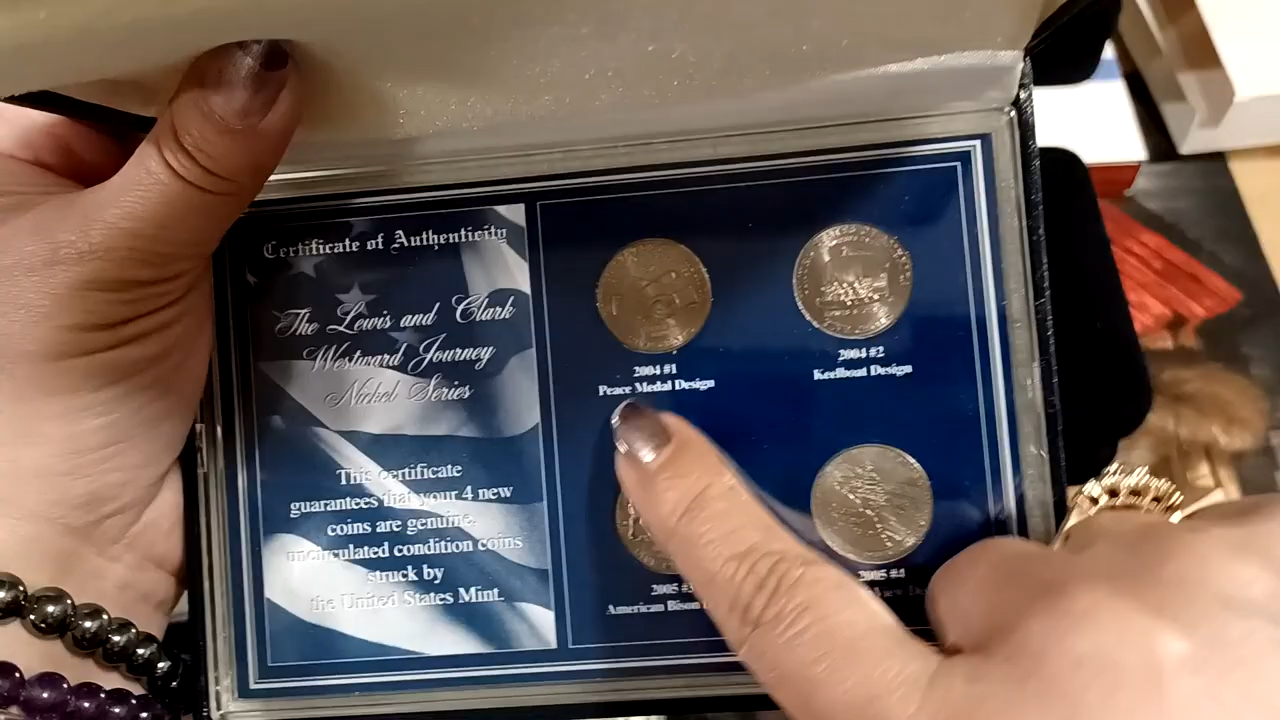 Certificate of Authenticity
The Lewis and Clark
Westward Journey
Nickel Series
This certificate
guarantees that your 4 new
coins are genuine,
uncirculated condition coins
struck by
the United States Mint.
2004 #1
Peace Medal Design
2004 #2
Keelboat Design
2005 #3
American Bison
2005 #4